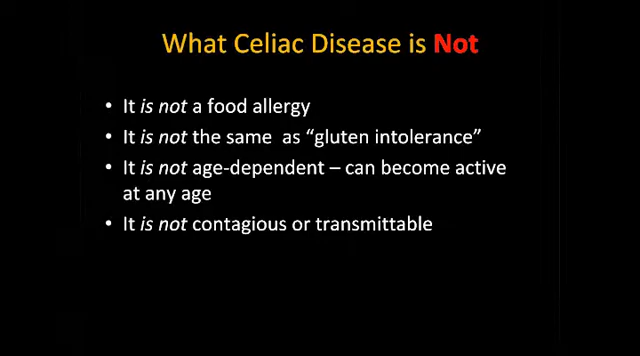 What Celiac Disease is Not
• It is not a food allergy
• It is not the same as “gluten intolerance”
• It is not age-dependent – can become active
at any age
• It is not contagious or transmittable